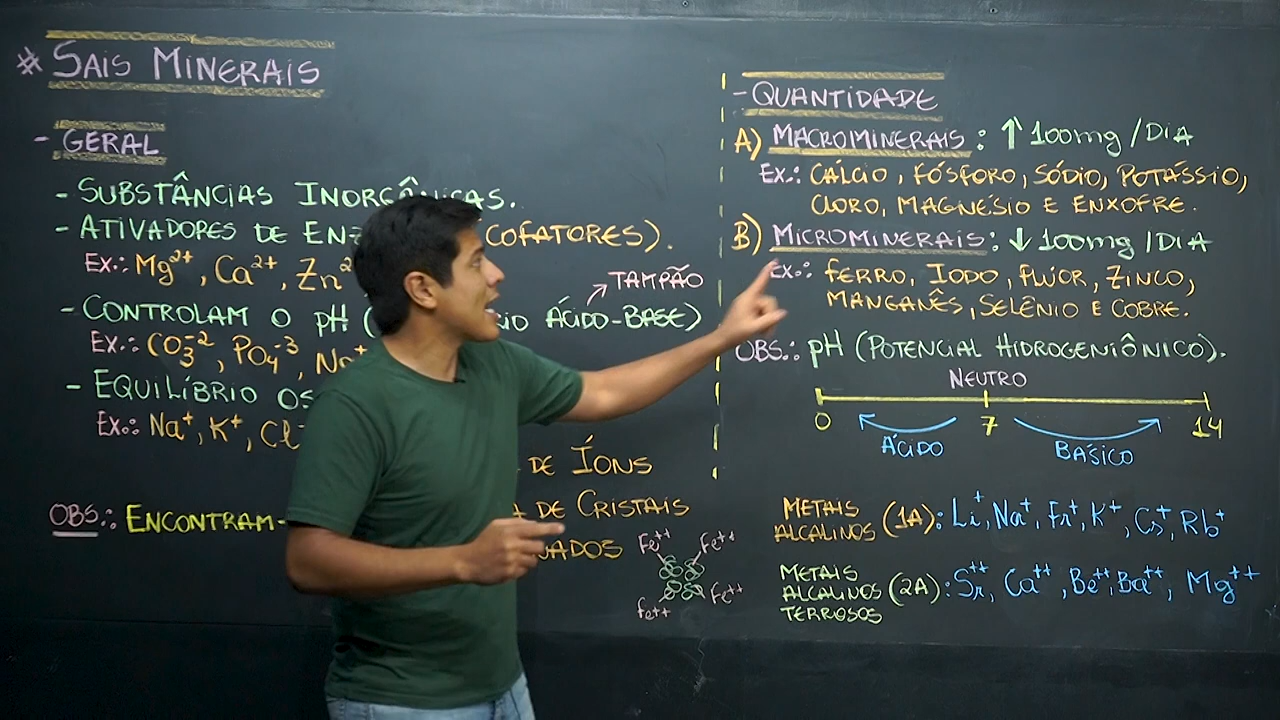 # SAIS MINERAIS
- GERAL
- SUBSTÂNCIAS INORGÂNICAS.
- ATIVADORES DE (COFATORES).
EX.: Mg²⁺, Ca²⁺, Zn²
TAMPÃO
- CONTROLAM O pH ( ÁCIDO-BASE)
EX.: CO₃⁻², PO₄⁻³, Na⁺
- EQUILÍBRIO
EX.: Na⁺, K⁺, Cl⁻
DE ÍONS
DE CRISTAIS
OBS.: ENCONTRAM-
Fe⁺⁺ Fe⁺⁺
Fe⁺⁺ Fe⁺⁺
- QUANTIDADE
A) MACROMINERAIS: ↑ 100mg /DIA
EX.: CÁLCIO, FÓSFORO, SÓDIO, POTÁSSIO,
CLORO, MAGNÉSIO E ENXOFRE.
B) MICROMINERAIS: ↓ 100mg /DIA
EX.: FERRO, IODO, FLÚOR, ZINCO,
MANGANÊS, SELÊNIO E COBRE.
OBS.: pH (POTENCIAL HIDROGENIÔNICO).
NEUTRO
0 7 14
ÁCIDO BÁSICO
METAIS
ALCALINOS (1A): Li⁺, Na⁺, Fr⁺, K⁺, Cs⁺, Rb⁺
METAIS
ALCALINOS (2A): Sr⁺⁺, Ca⁺⁺, Be⁺⁺, Ba⁺⁺, Mg⁺⁺
TERROSOS